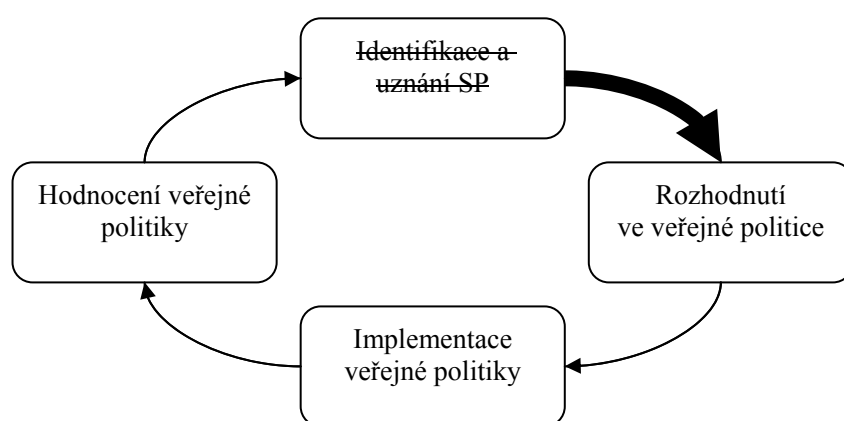 Identifikace a
uznání SP
Hodnocení veřejné
politiky
Rozhodnutí
ve veřejné politice
Implementace
veřejné politiky